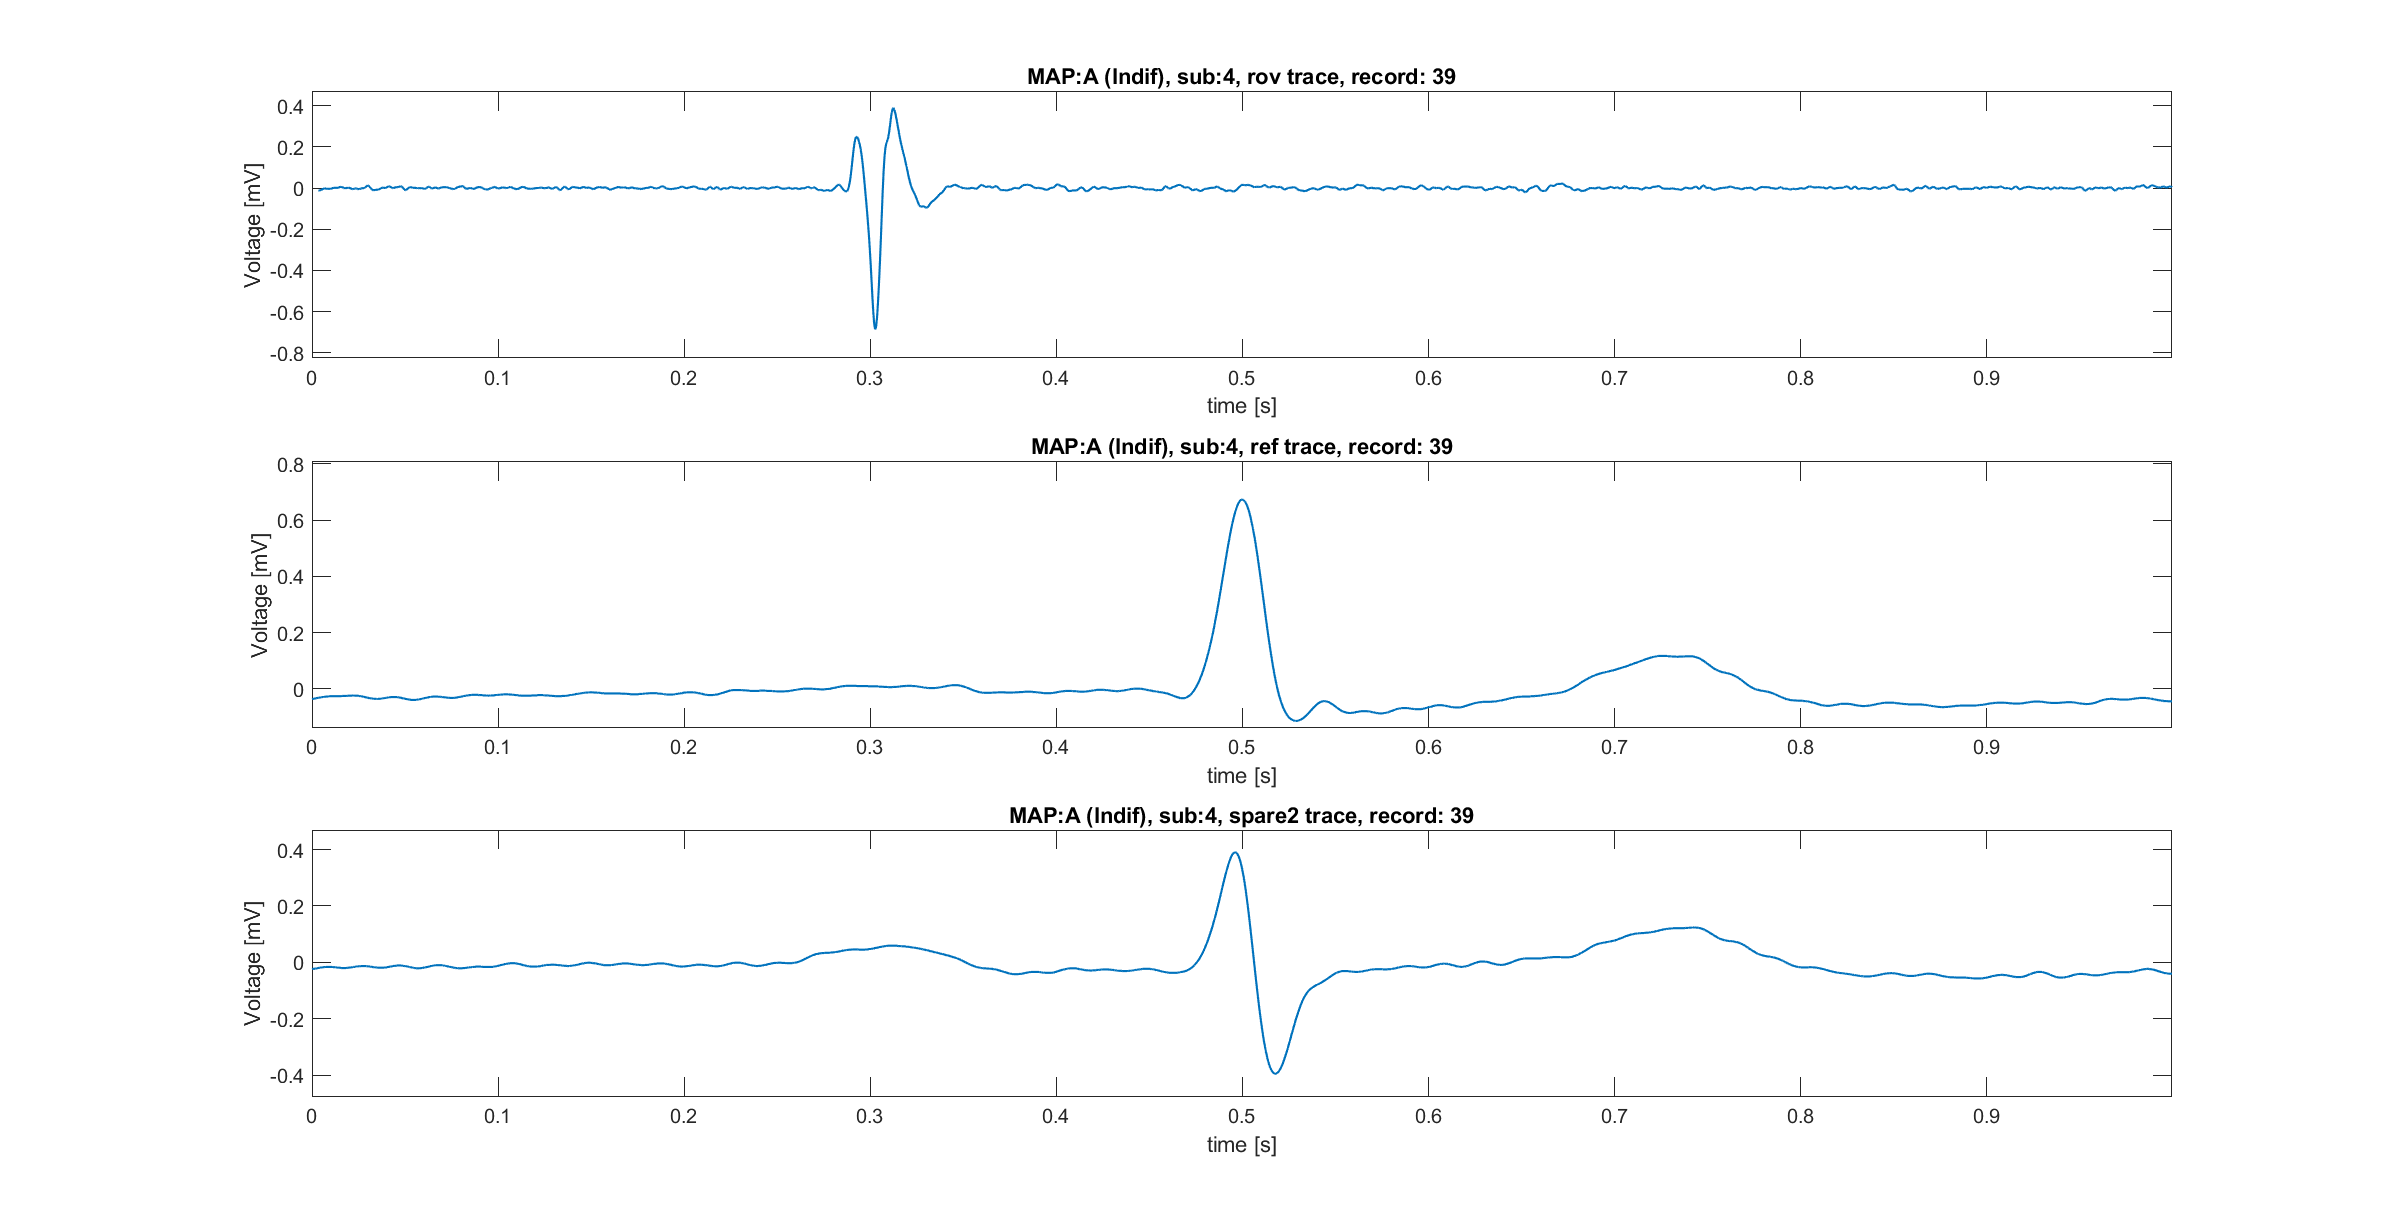 MAP:A (Indif), sub:4, rov trace, record: 39
Voltage [mV]
0.4
0.2
0
-0.2
-0.4
-0.6
-0.8
0 0.1 0.2 0.3 0.4 0.5 0.6 0.7 0.8 0.9
time [s]
MAP:A (Indif), sub:4, ref trace, record: 39
Voltage [mV]
0.8
0.6
0.4
0.2
0
0 0.1 0.2 0.3 0.4 0.5 0.6 0.7 0.8 0.9
time [s]
MAP:A (Indif), sub:4, spare2 trace, record: 39
Voltage [mV]
0.4
0.2
0
-0.2
-0.4
0 0.1 0.2 0.3 0.4 0.5 0.6 0.7 0.8 0.9
time [s]